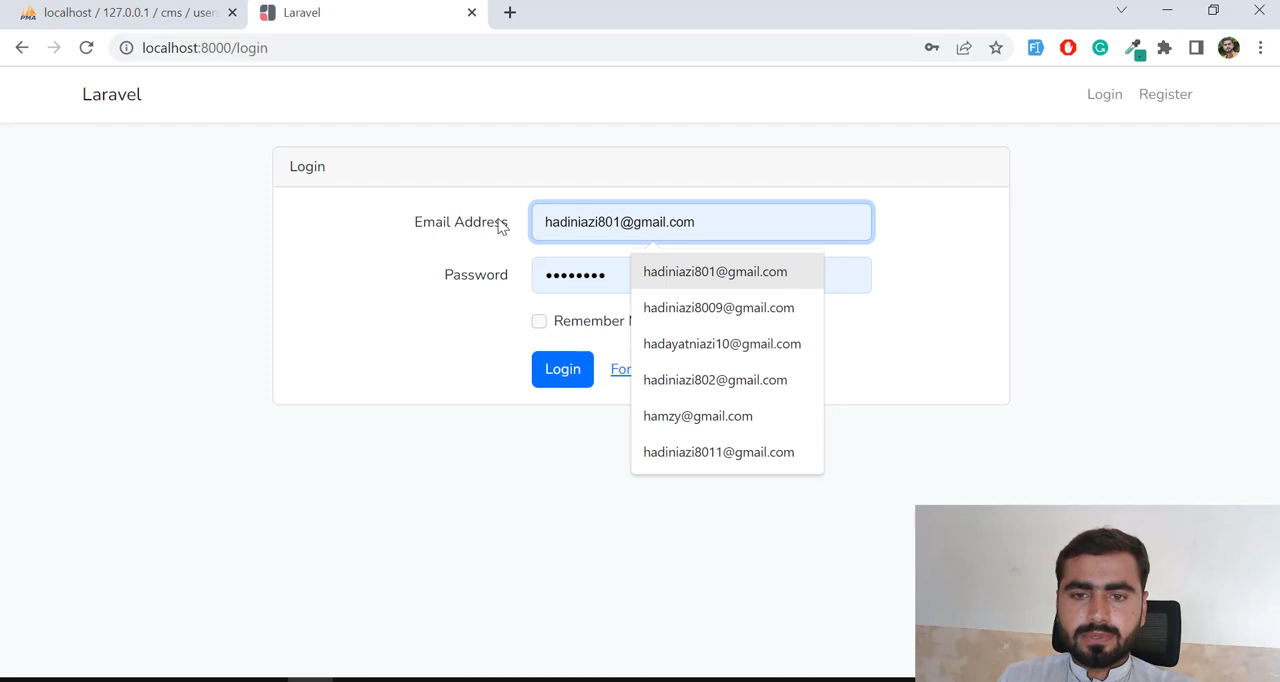 localhost / 127.0.0.1 / cms / user
Laravel
localhost:8000/login
Laravel
Login
Register
Login
Email Address
hadiniazi801@gmail.com
hadiniazi801@gmail.com
Password
••••••••
hadiniazi8009@gmail.com
Remember M
hadayatniazi10@gmail.com
Login
For
hadiniazi802@gmail.com
hamzy@gmail.com
hadiniazi8011@gmail.com